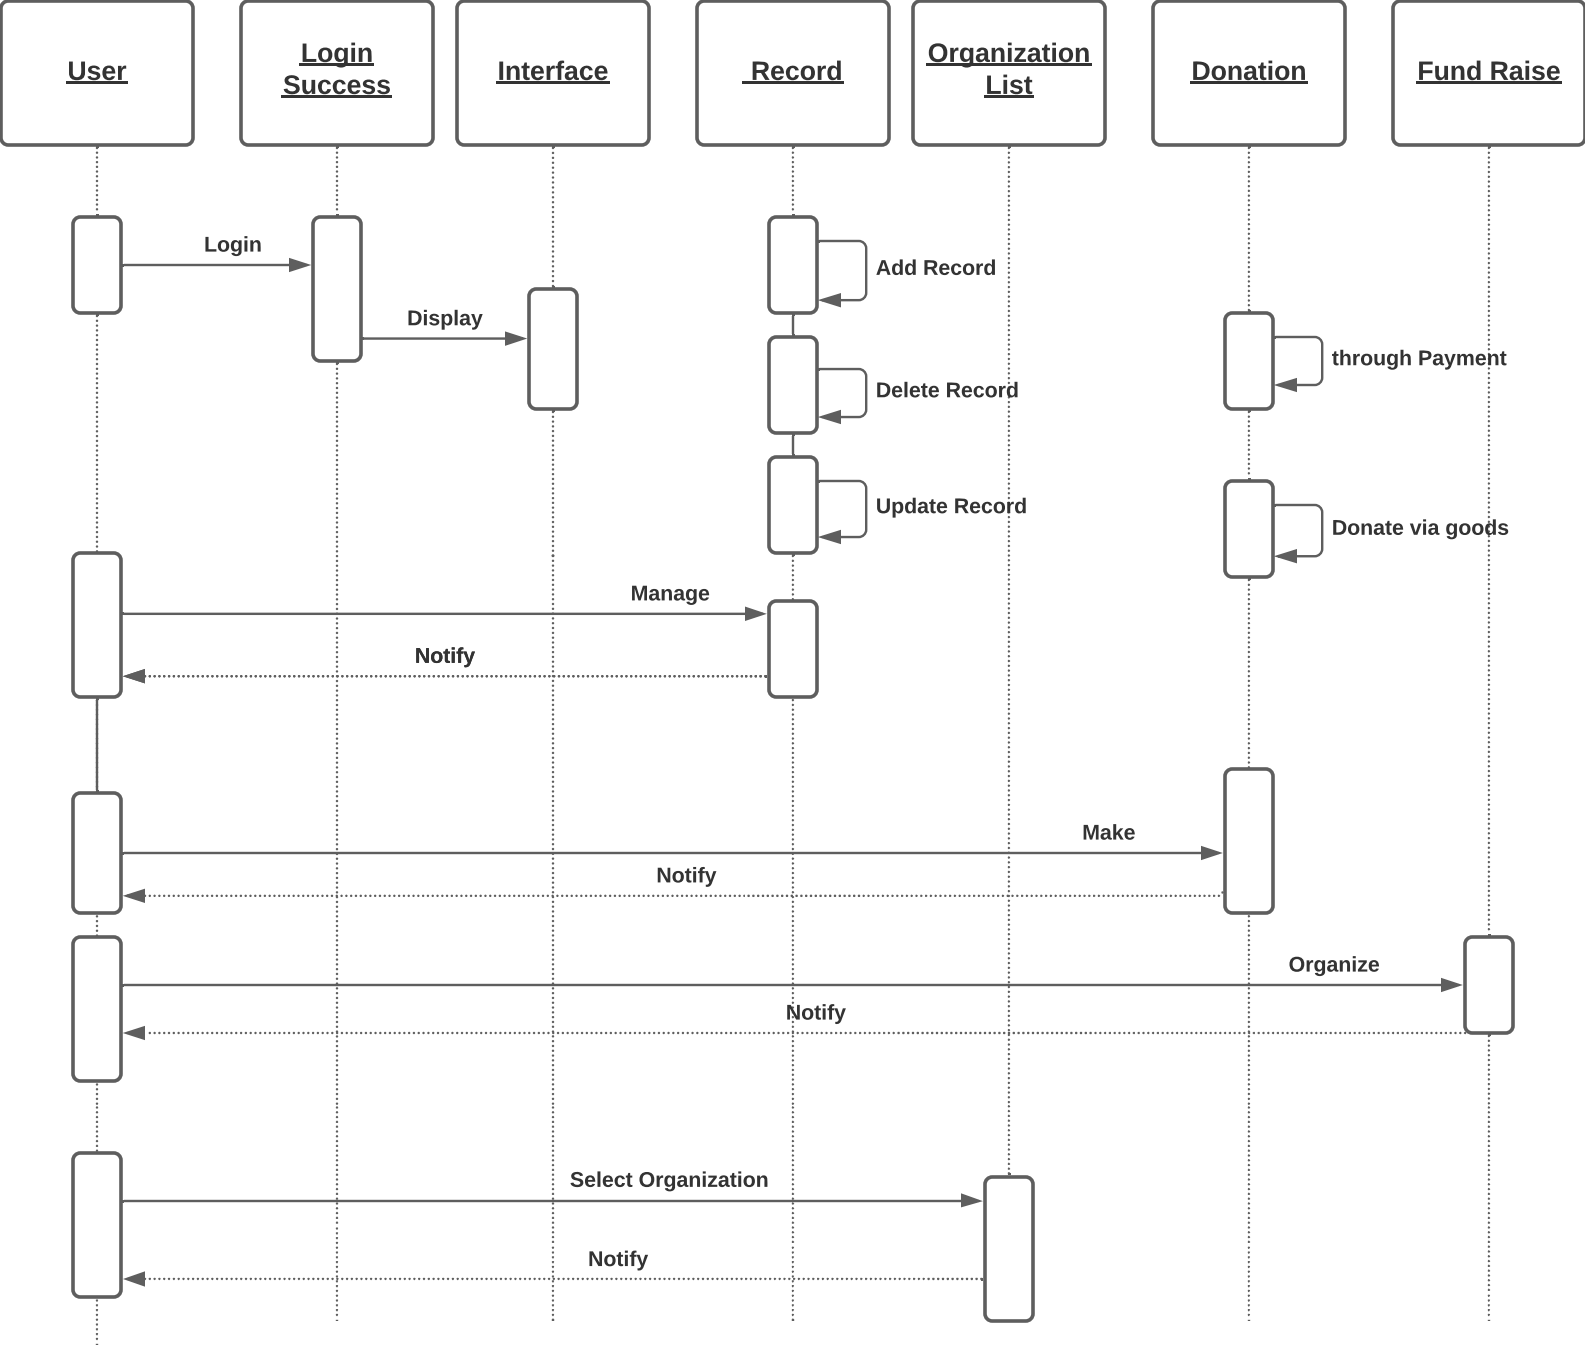 User
Login
Success
Interface
Record
Organization
List
Donation
Fund Raise
Login
Add Record
Display
through Payment
Delete Record
Update Record
Donate via goods
Manage
Notify
Make
Notify
Organize
Notify
Select Organization
Notify